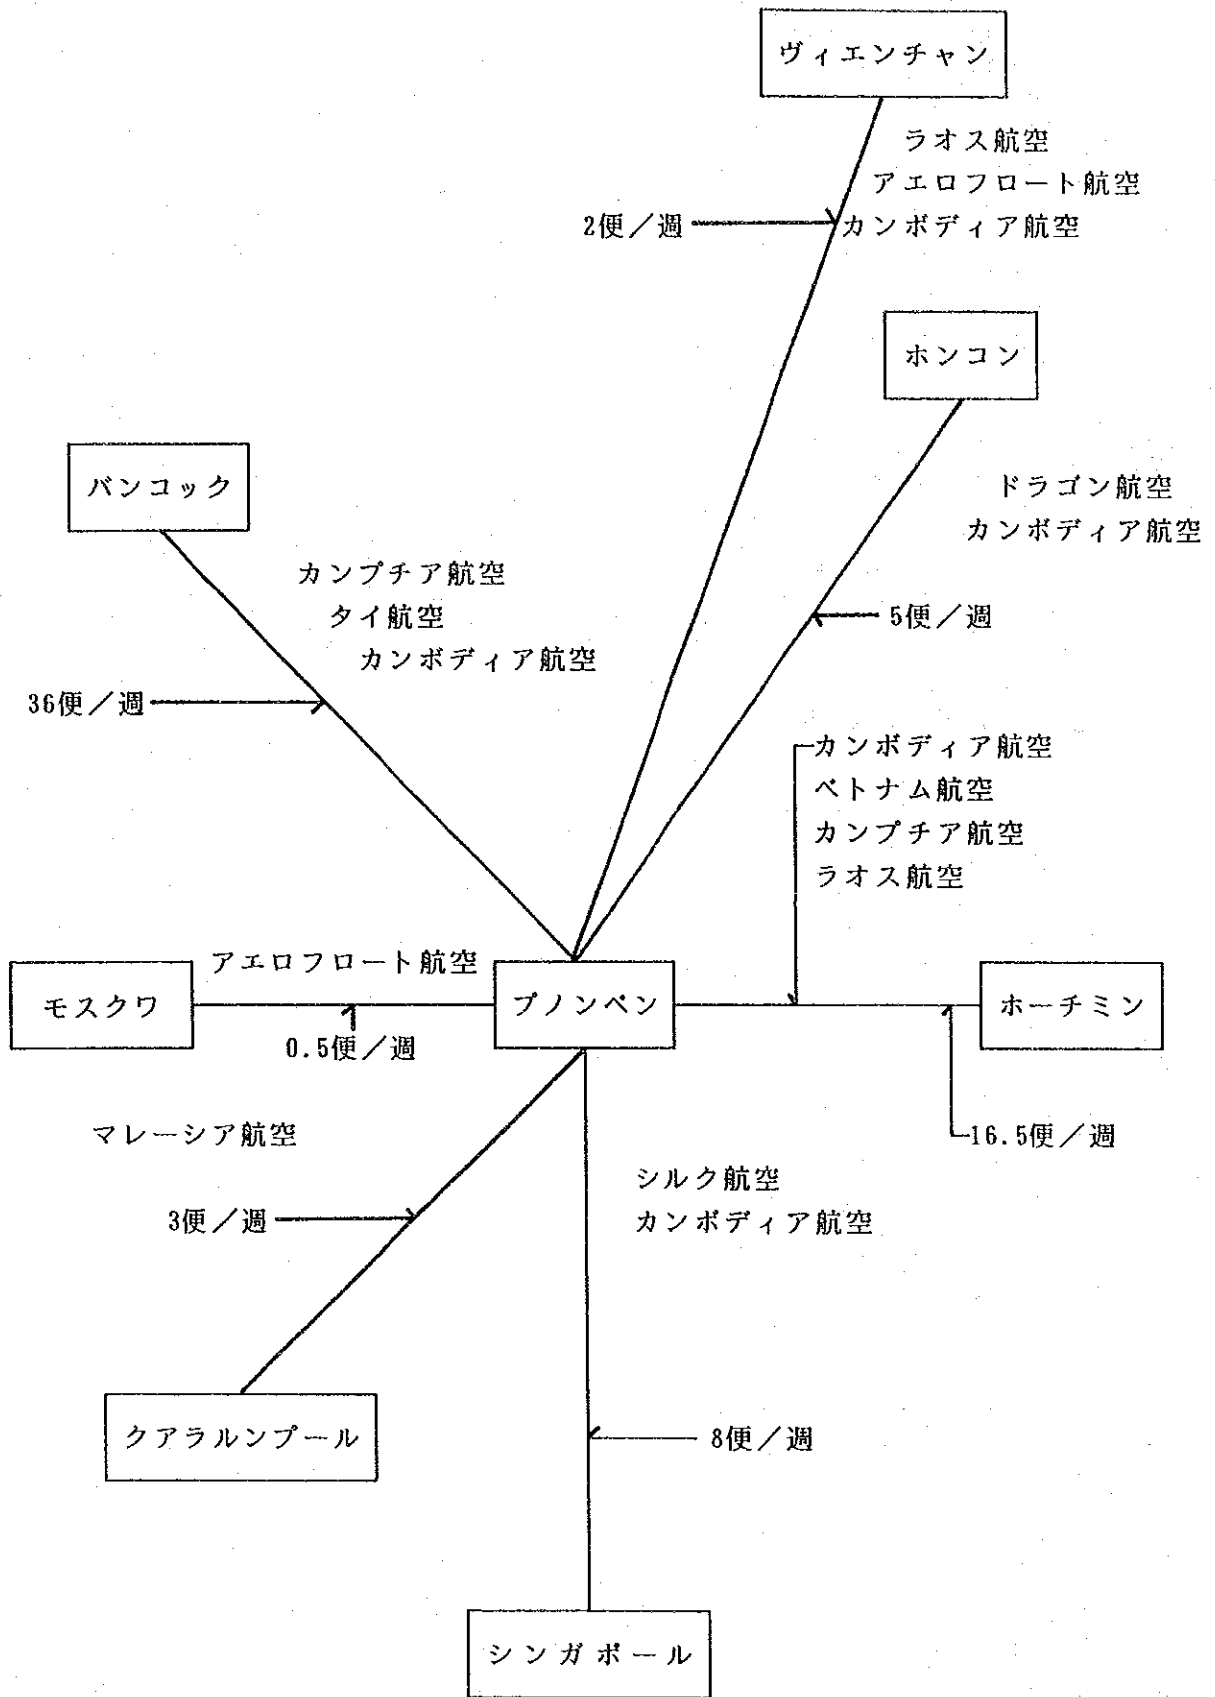 ヴィエンチャン
ラオス航空
アエロフロート航空
2便／週
カンボディア航空
ホンコン
バンコック
ドラゴン航空
カンボディア航空
カンプチア航空
タイ航空
カンボディア航空
5便／週
36便／週
カンボディア航空
ベトナム航空
カンプチア航空
ラオス航空
アエロフロート航空
モスクワ
プノンペン
ホーチミン
0.5便／週
マレーシア航空
16.5便／週
シルク航空
カンボディア航空
3便／週
クアラルンプール
8便／週
シンガポール